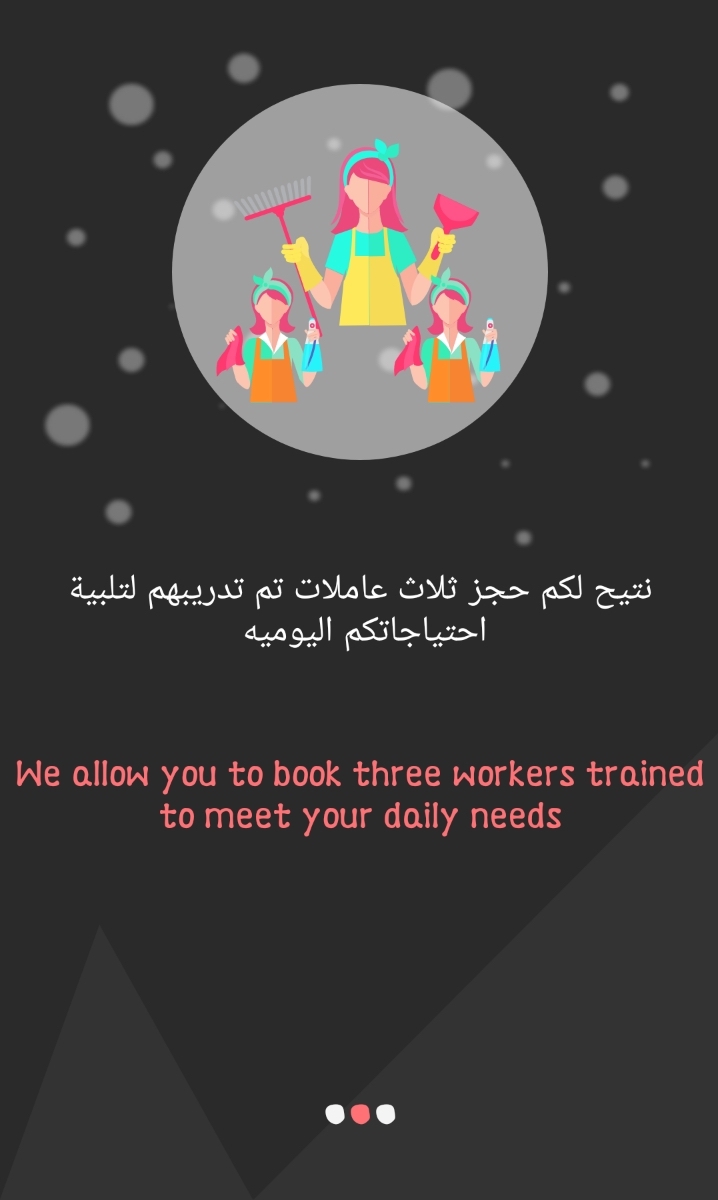 نتيح لكم حجز ثلاث عاملات تم تدريبهم لتلبية
احتياجاتكم اليوميه
We allow you to book three workers trained
to meet your daily needs